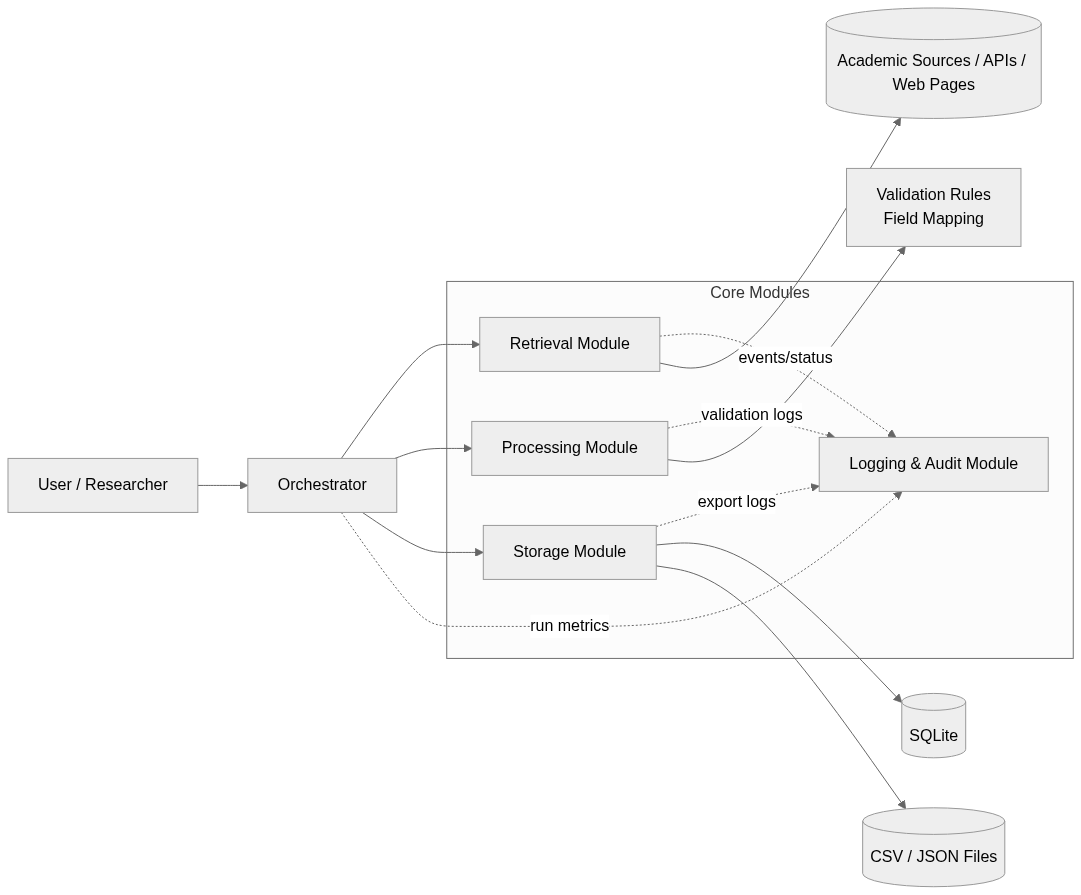 Academic Sources / APIs /
Web Pages
Validation Rules
Field Mapping
Core Modules
Retrieval Module
events/status
validation logs
Processing Module
Logging & Audit Module
User / Researcher
Orchestrator
export logs
Storage Module
run metrics
SQLite
CSV / JSON Files